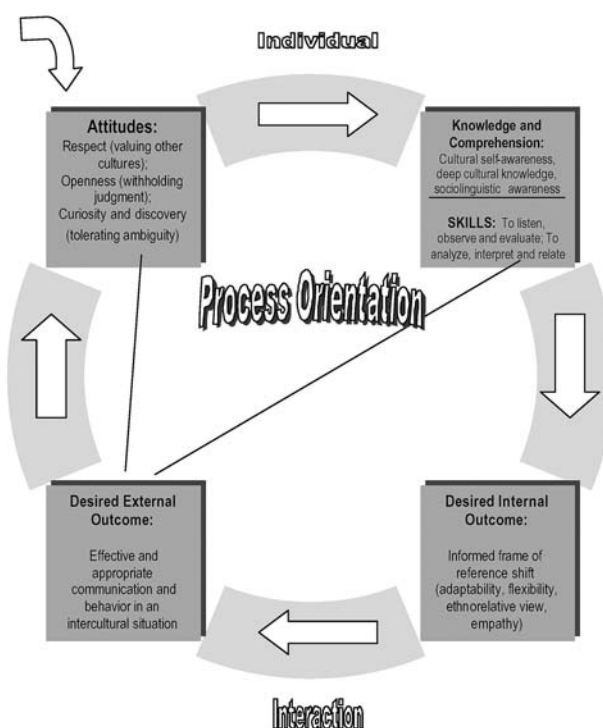 Individual
Attitudes:
Respect (valuing other
cultures);
Openness (withholding
judgment);
Curiosity and discovery
(tolerating ambiguity)
Knowledge and
Comprehension:
Cultural self-awareness,
deep cultural knowledge,
sociolinguistic awareness
SKILLS: To listen,
observe and evaluate; To
analyze, interpret and relate
Process Orientation
Desired External
Outcome:
Effective and
appropriate
communication and
behavior in an
intercultural situation
Desired Internal
Outcome:
Informed frame of
reference shift
(adaptability, flexibility,
ethnorelative view,
empathy)
Interaction